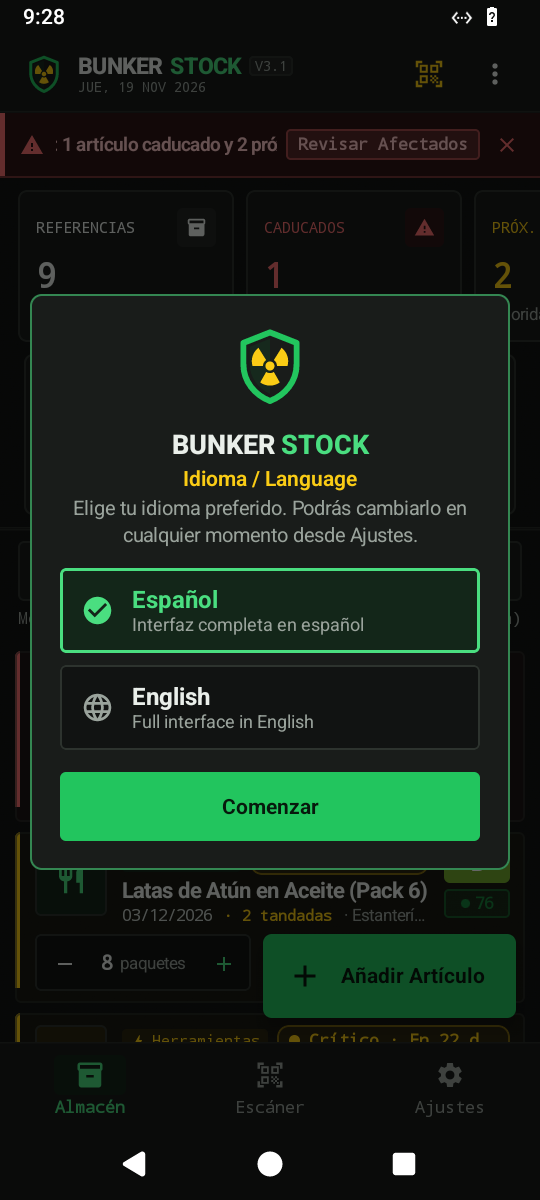 9:28
BUNKER STOCK V3.1
JUE, 19 NOV 2026
: 1 artículo caducado y 2 pró
Revisar Afectados
REFERENCIAS
9
CADUCADOS
1
PRÓX.
2
BUNKER STOCK
Idioma / Language
Elige tu idioma preferido. Podrás cambiarlo en
cualquier momento desde Ajustes.
Español
Interfaz completa en español
English
Full interface in English
Comenzar
Latas de Atún en Aceite (Pack 6)
03/12/2026 · 2 tandadas · Estanterí...
76
8 paquetes
Añadir Artículo
Herramientas
Crítico · En 22 d
Almacén
Escáner
Ajustes